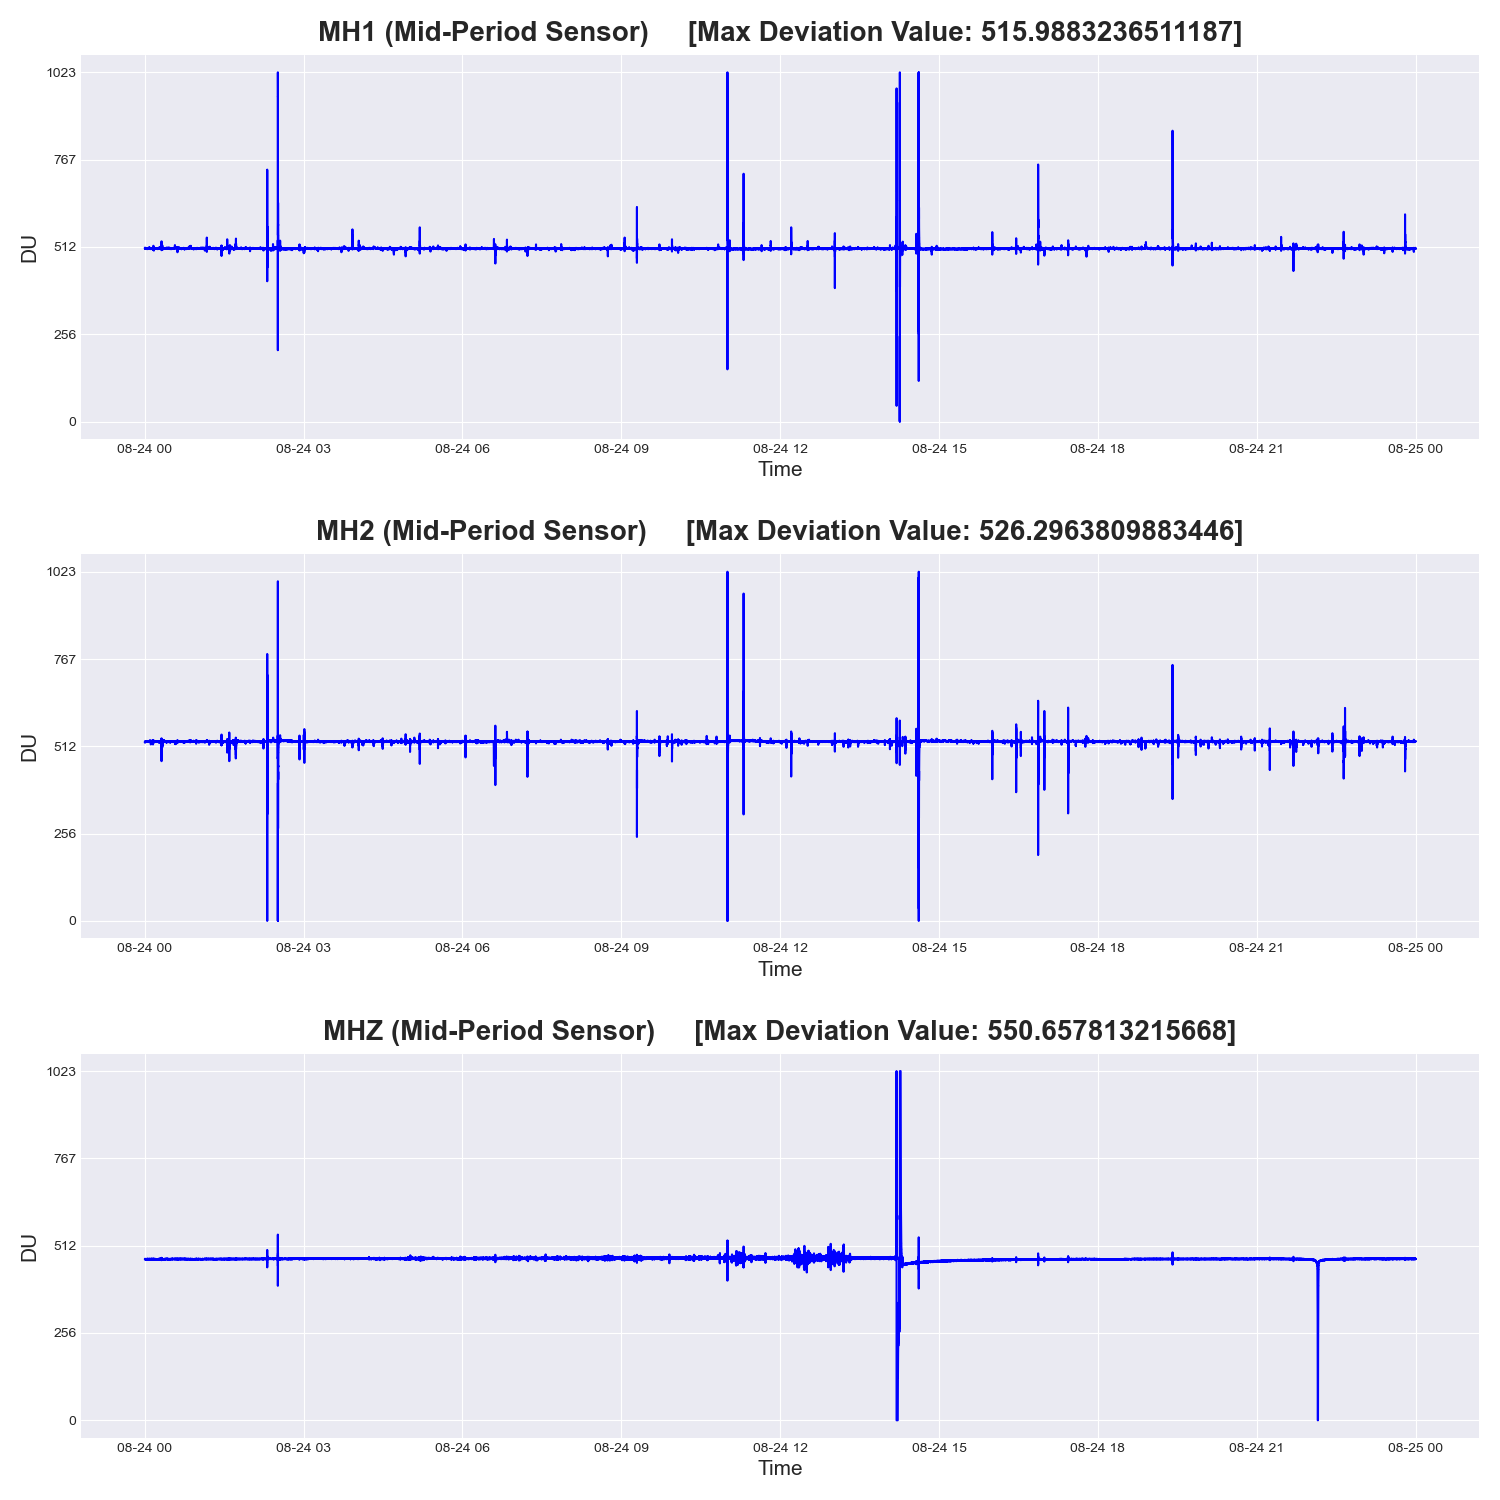 MH1 (Mid-Period Sensor) [Max Deviation Value: 515.9883236511187]
1023
767
512
256
0
DU
08-24 00 08-24 03 08-24 06 08-24 09 08-24 12 08-24 15 08-24 18 08-24 21 08-25 00
Time
MH2 (Mid-Period Sensor) [Max Deviation Value: 526.2963809883446]
1023
767
512
256
0
DU
08-24 00 08-24 03 08-24 06 08-24 09 08-24 12 08-24 15 08-24 18 08-24 21 08-25 00
Time
MHZ (Mid-Period Sensor) [Max Deviation Value: 550.657813215668]
1023
767
512
256
0
DU
08-24 00 08-24 03 08-24 06 08-24 09 08-24 12 08-24 15 08-24 18 08-24 21 08-25 00
Time